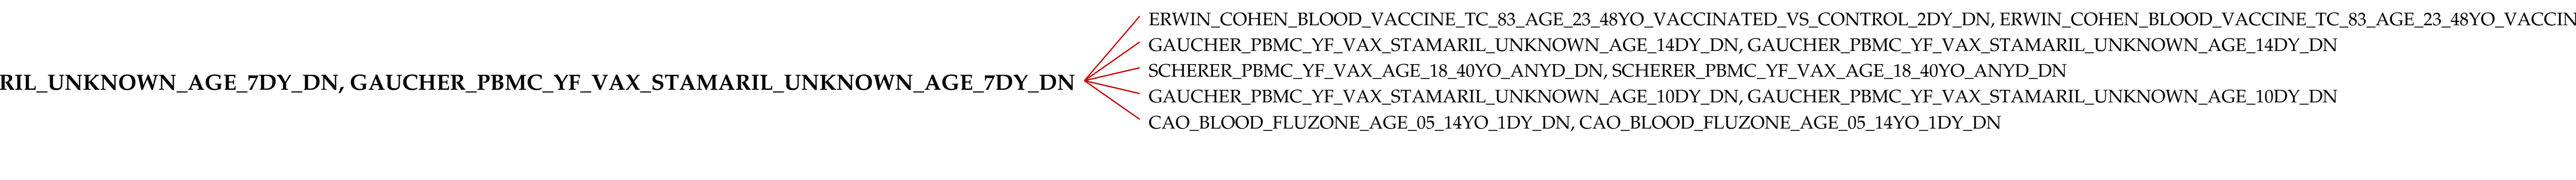 ERWIN_COHEN_BLOOD_VACCINE_TC_83_AGE_23_48YO_VACCINATED_VS_CONTROL_2DY_DN, ERWIN_COHEN_BLOOD_VACCINE_TC_83_AGE_23_48YO_VACCIN
GAUCHER_PBMC_YF_VAX_STAMARIL_UNKNOWN_AGE_14DY_DN, GAUCHER_PBMC_YF_VAX_STAMARIL_UNKNOWN_AGE_14DY_DN
SCHERER_PBMC_YF_VAX_AGE_18_40YO_ANYD_DN, SCHERER_PBMC_YF_VAX_AGE_18_40YO_ANYD_DN
RIL_UNKNOWN_AGE_7DY_DN, GAUCHER_PBMC_YF_VAX_STAMARIL_UNKNOWN_AGE_7DY_DN
GAUCHER_PBMC_YF_VAX_STAMARIL_UNKNOWN_AGE_10DY_DN, GAUCHER_PBMC_YF_VAX_STAMARIL_UNKNOWN_AGE_10DY_DN
CAO_BLOOD_FLUZONE_AGE_05_14YO_1DY_DN, CAO_BLOOD_FLUZONE_AGE_05_14YO_1DY_DN